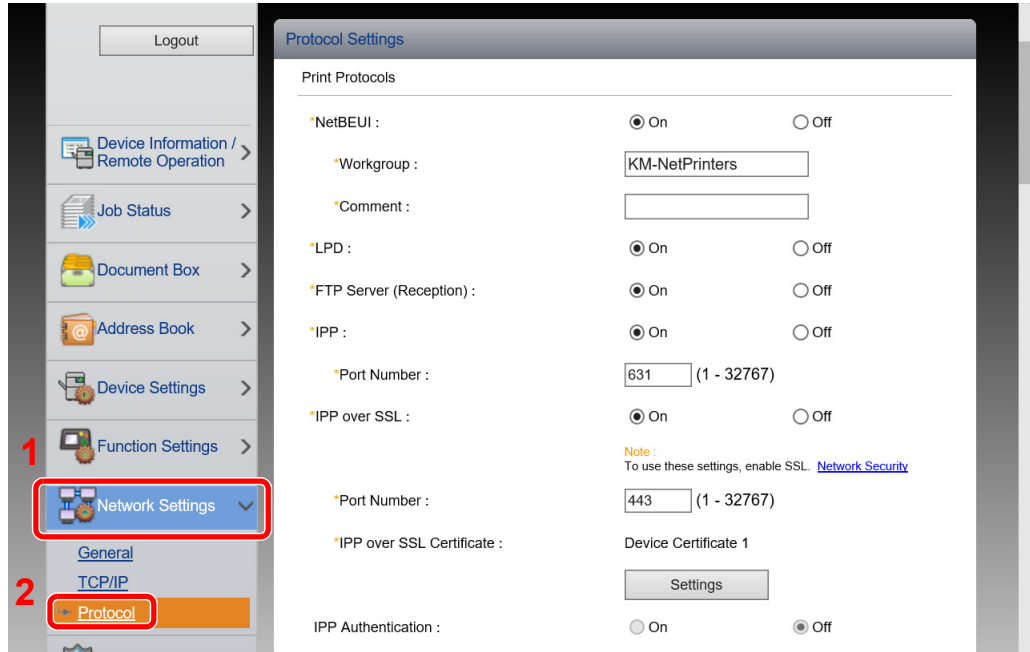 Logout
Device Information /
Remote Operation
Job Status
Document Box
Address Book
Device Settings
1
Function Settings
Network Settings
General
2
TCP/IP
Protocol
Protocol Settings
Print Protocols
*NetBEUI : On Off
*Workgroup : KM-NetPrinters
*Comment :
*LPD : On Off
*FTP Server (Reception) : On Off
*IPP : On Off
*Port Number : 631 (1 - 32767)
*IPP over SSL : On Off
Note :
To use these settings, enable SSL. Network Security
*Port Number : 443 (1 - 32767)
*IPP over SSL Certificate : Device Certificate 1
Settings
IPP Authentication : On Off